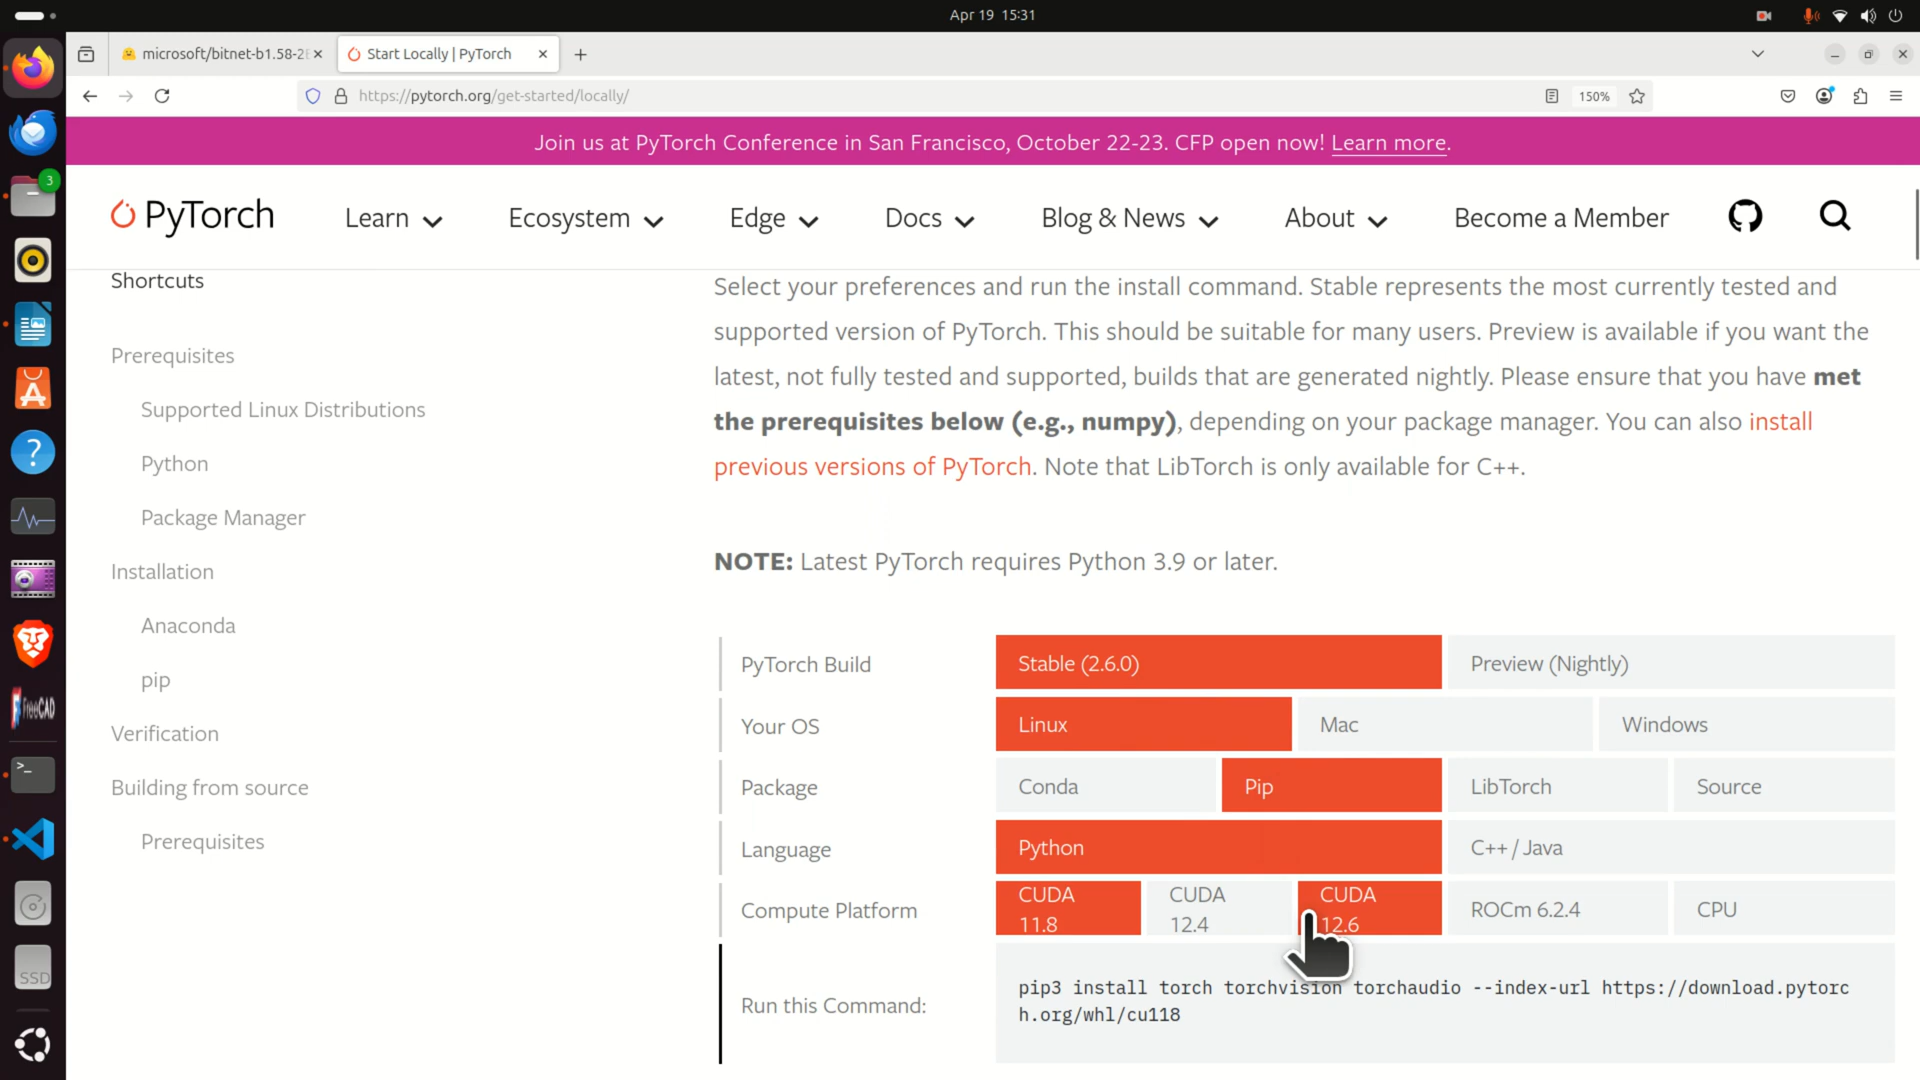 Apr 19 15:31
microsoft/bitnet-b1.58-2
Start Locally | PyTorch
https://pytorch.org/get-started/locally/
150%
Join us at PyTorch Conference in San Francisco, October 22-23. CFP open now! Learn more.
PyTorch
Learn
Ecosystem
Edge
Docs
Blog & News
About
Become a Member
3
Shortcuts
Prerequisites
Supported Linux Distributions
Python
Package Manager
Installation
Anaconda
pip
Verification
Building from source
Prerequisites
Select your preferences and run the install command. Stable represents the most currently tested and
supported version of PyTorch. This should be suitable for many users. Preview is available if you want the
latest, not fully tested and supported, builds that are generated nightly. Please ensure that you have met
the prerequisites below (e.g., numpy), depending on your package manager. You can also install
previous versions of PyTorch. Note that LibTorch is only available for C++.
NOTE: Latest PyTorch requires Python 3.9 or later.
PyTorch Build
Stable (2.6.0)
Preview (Nightly)
Your OS
Linux
Mac
Windows
Package
Conda
Pip
LibTorch
Source
Language
Python
C++ / Java
Compute Platform
CUDA
11.8
CUDA
12.4
CUDA
12.6
ROCm 6.2.4
CPU
Run this Command:
pip3 install torch torchvision torchaudio --index-url https://download.pytorc
h.org/whl/cu118
FreeCAD
SSD